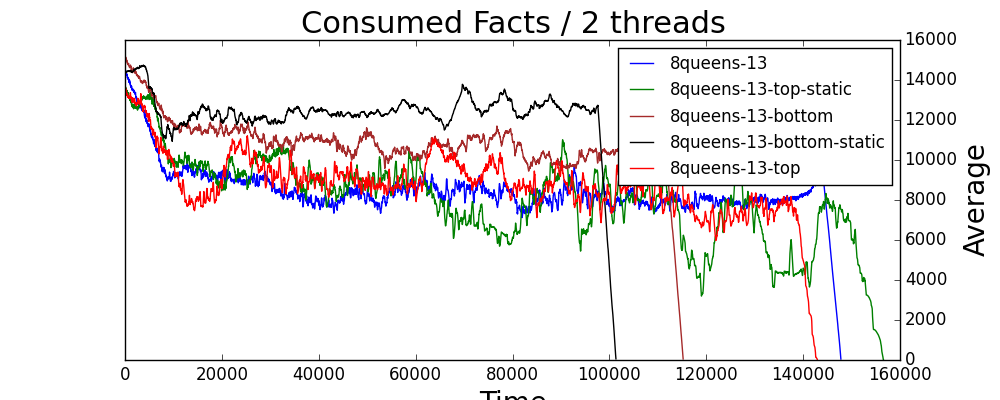 Consumed Facts / 2 threads
8queens-13
8queens-13-top-static
8queens-13-bottom
8queens-13-bottom-static
8queens-13-top
16000
14000
12000
10000
8000
6000
4000
2000
0
Average
0 20000 40000 60000 80000 100000 120000 140000 160000
Time